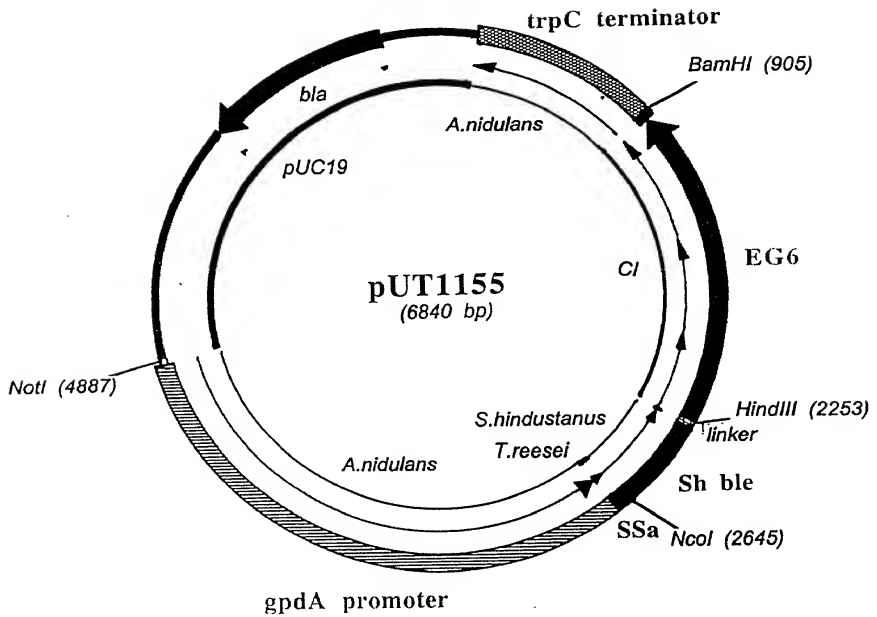 trpC terminator
BamHI (905)
bla
A.nidulans
pUC19
EG6
CI
pUT1155
(6840 bp)
NotI (4887)
HindIII (2253)
linker
S.hindustanus
T.reesei
A.nidulans
Sh ble
SSa
NcoI (2645)
gpdA promoter